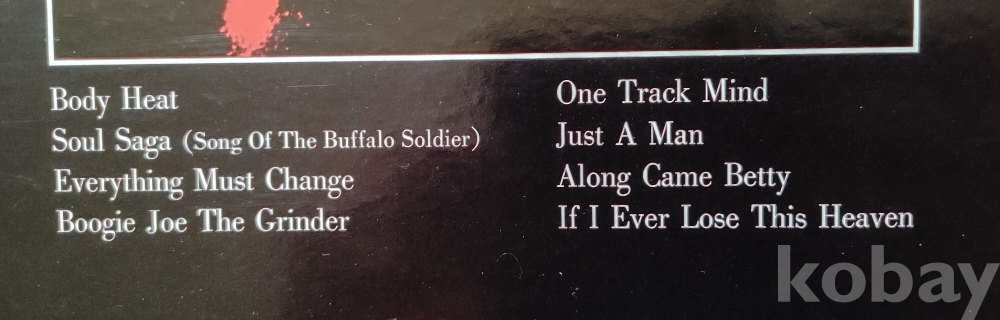 Body Heat
Soul Saga (Song Of The Buffalo Soldier)
Everything Must Change
Boogie Joe The Grinder
One Track Mind
Just A Man
Along Came Betty
If I Ever Lose This Heaven
kobay